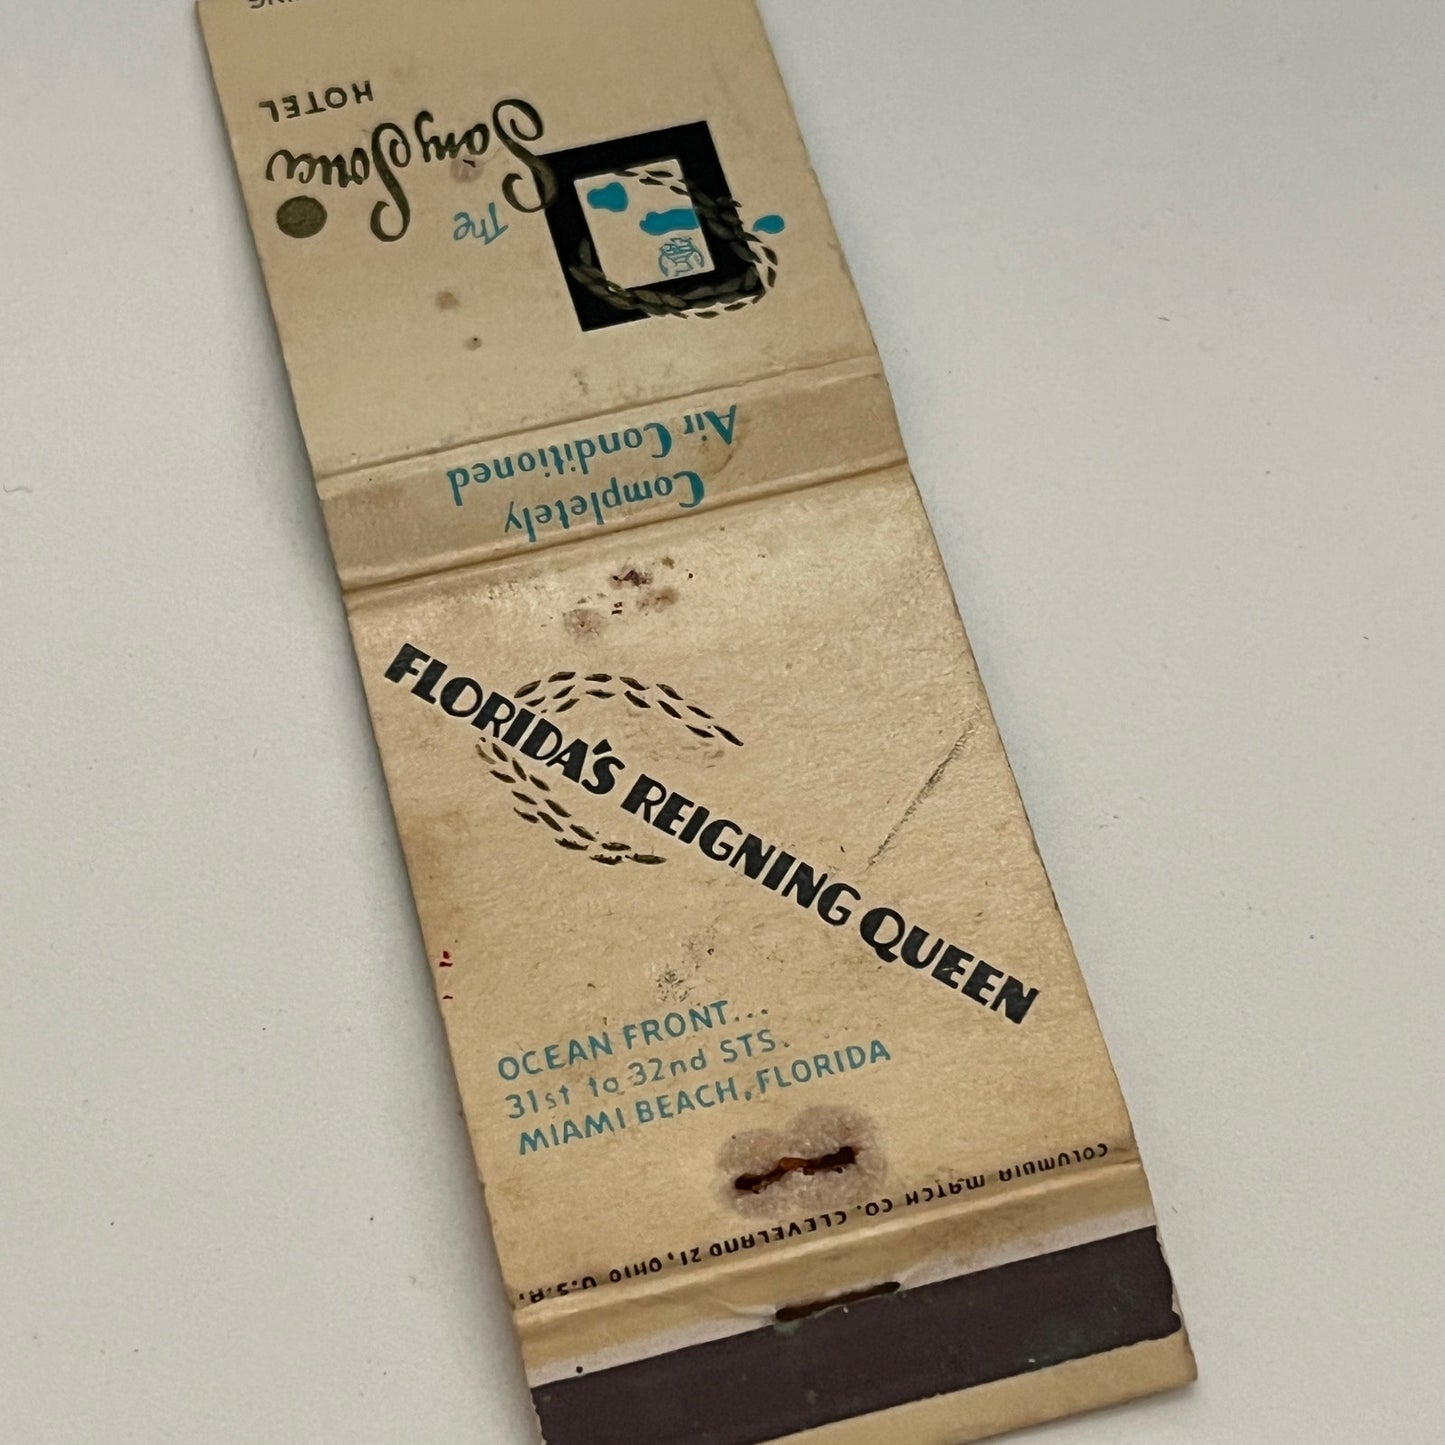 The
Sans Souci
HOTEL
Completely
Air Conditioned
FLORIDA'S REIGNING QUEEN
OCEAN FRONT...
31st to 32nd STS.
MIAMI BEACH, FLORIDA
COLUMBIA MATCH CO. CLEVELAND 21, OHIO U.S.A.